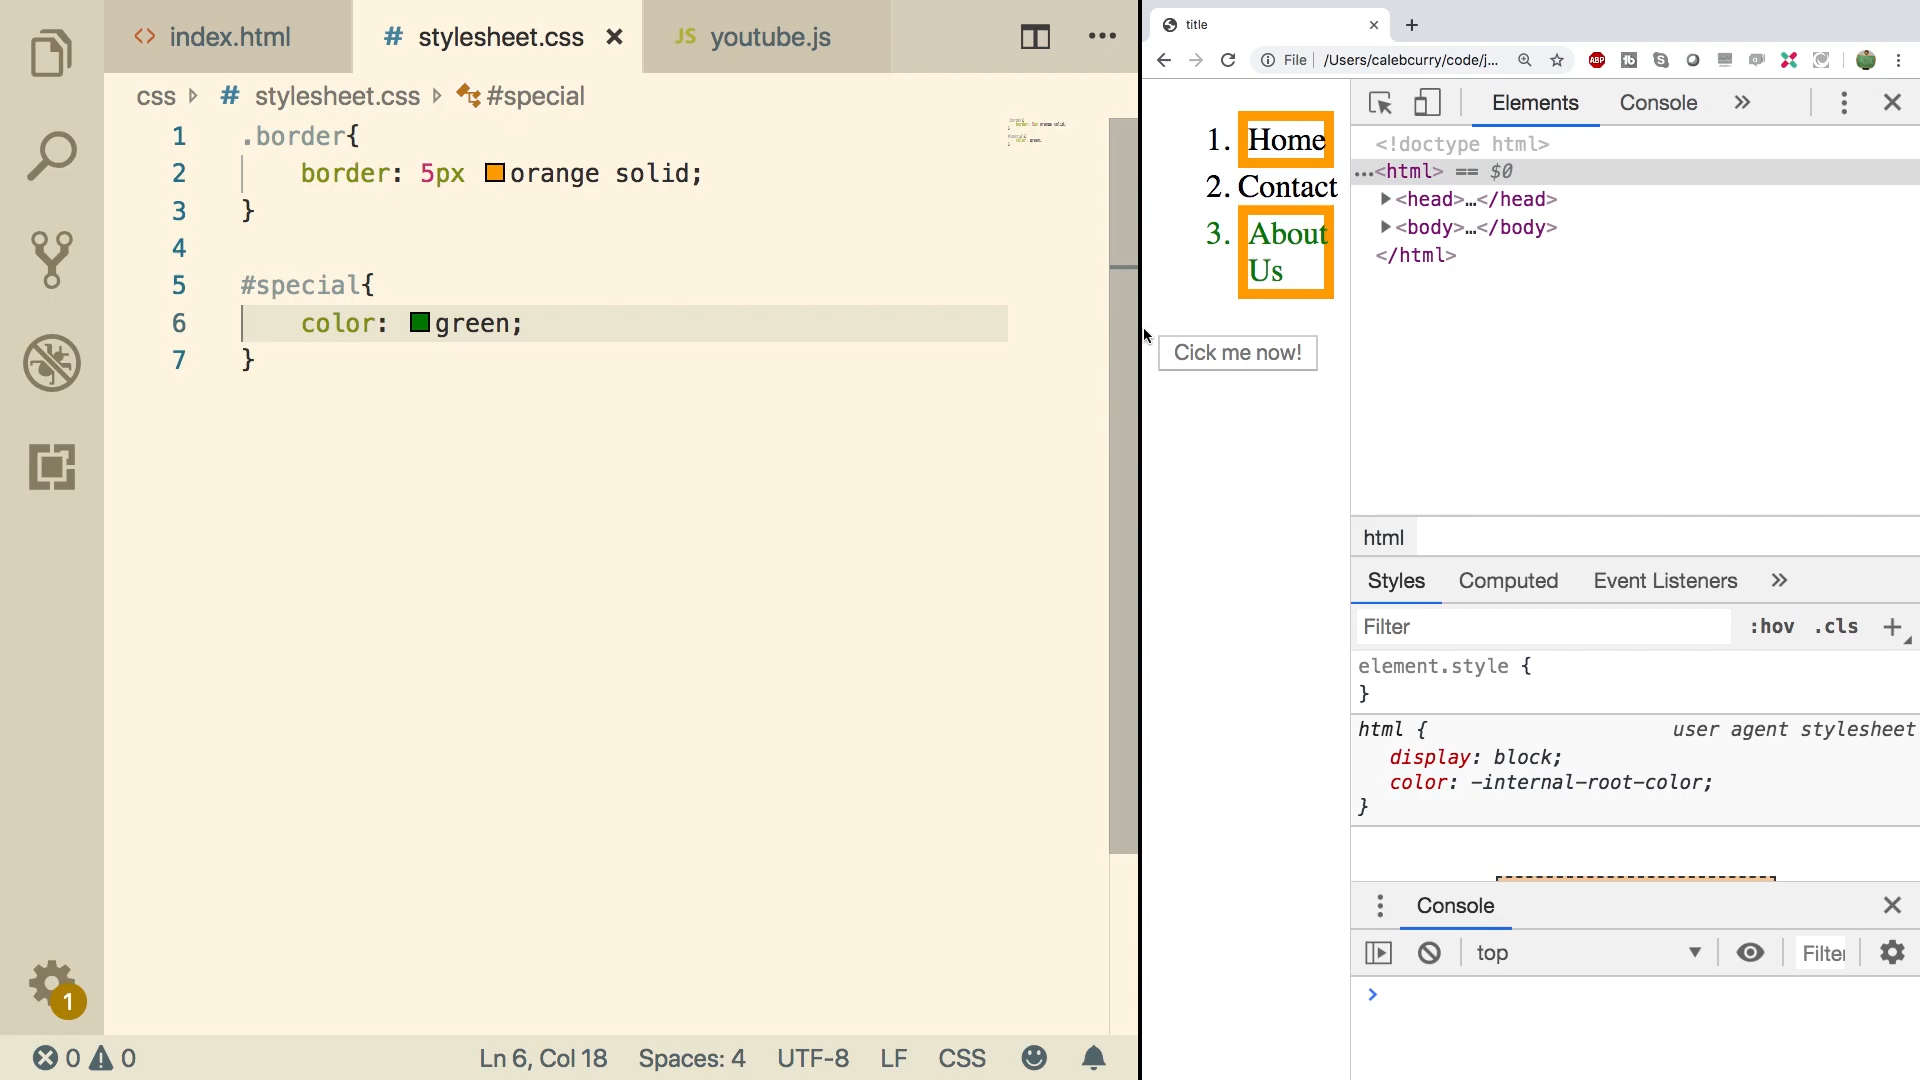 index.html
# stylesheet.css
JS youtube.js
css # stylesheet.css #special
1 .border{
2 border: 5px orange solid;
3 }
4
5 #special{
6 color: green;
7 }
1
0 0
Ln 6, Col 18 Spaces: 4 UTF-8 LF CSS
title
File /Users/calebcurry/code/j...
ABP
1. Home
2. Contact
3. About
Us
Cick me now!
Elements Console
<!doctype html>
...<html> == $0
<head>…</head>
<body>…</body>
</html>
html
Styles Computed Event Listeners
Filter :hov .cls
element.style {
}
html { user agent stylesheet
display: block;
color: -internal-root-color;
}
Console
top Filte